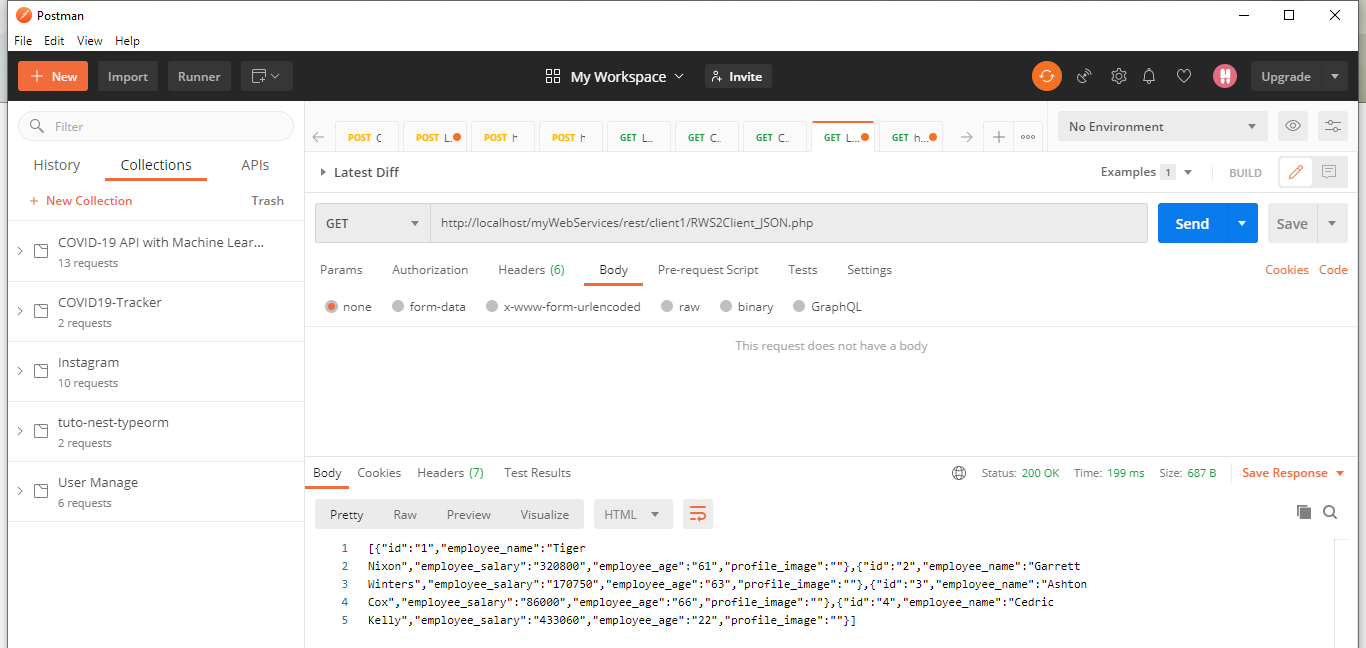 Postman
File Edit View Help
New Import Runner My Workspace Invite Upgrade
Filter
History Collections APIs
+ New Collection Trash
COVID-19 API with Machine Lear...
13 requests
COVID19-Tracker
2 requests
Instagram
10 requests
tuto-nest-typeorm
2 requests
User Manage
6 requests
POST C POST L. POST h POST h GET L.. GET C.. GET C.. GET L... GET h... No Environment
Latest Diff Examples 1 BUILD
GET http://localhost/myWebServices/rest/client1/RWS2Client_JSON.php Send Save
Params Authorization Headers (6) Body Pre-request Script Tests Settings Cookies Code
none form-data x-www-form-urlencoded raw binary GraphQL
This request does not have a body
Body Cookies Headers (7) Test Results Status: 200 OK Time: 199 ms Size: 687 B Save Response
Pretty Raw Preview Visualize HTML
1 [{"id":"1","employee_name":"Tiger
2 Nixon","employee_salary":"320800","employee_age":"61","profile_image":""},{"id":"2","employee_name":"Garrett
3 Winters","employee_salary":"170750","employee_age":"63","profile_image":""},{"id":"3","employee_name":"Ashton
4 Cox","employee_salary":"86000","employee_age":"66","profile_image":""},{"id":"4","employee_name":"Cedric
5 Kelly","employee_salary":"433060","employee_age":"22","profile_image":""}]